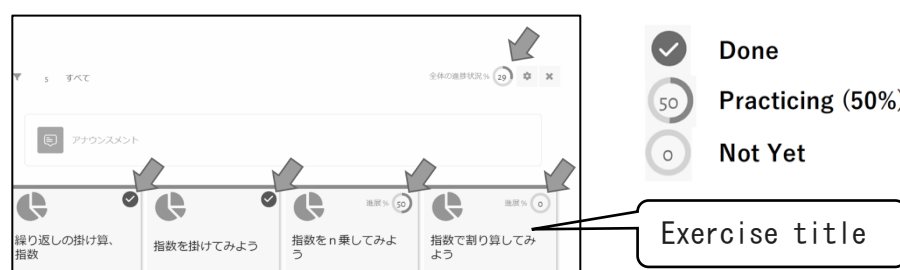 s すべて
全体の進捗状況 % 29
アナウンスメント
進展 % 50
進展 % 0
繰り返しの掛け算、
指数
指数を掛けてみよう
指数をn乗してみよ
う
指数で割り算してみ
よう
Done
50 Practicing (50%)
0 Not Yet
Exercise title